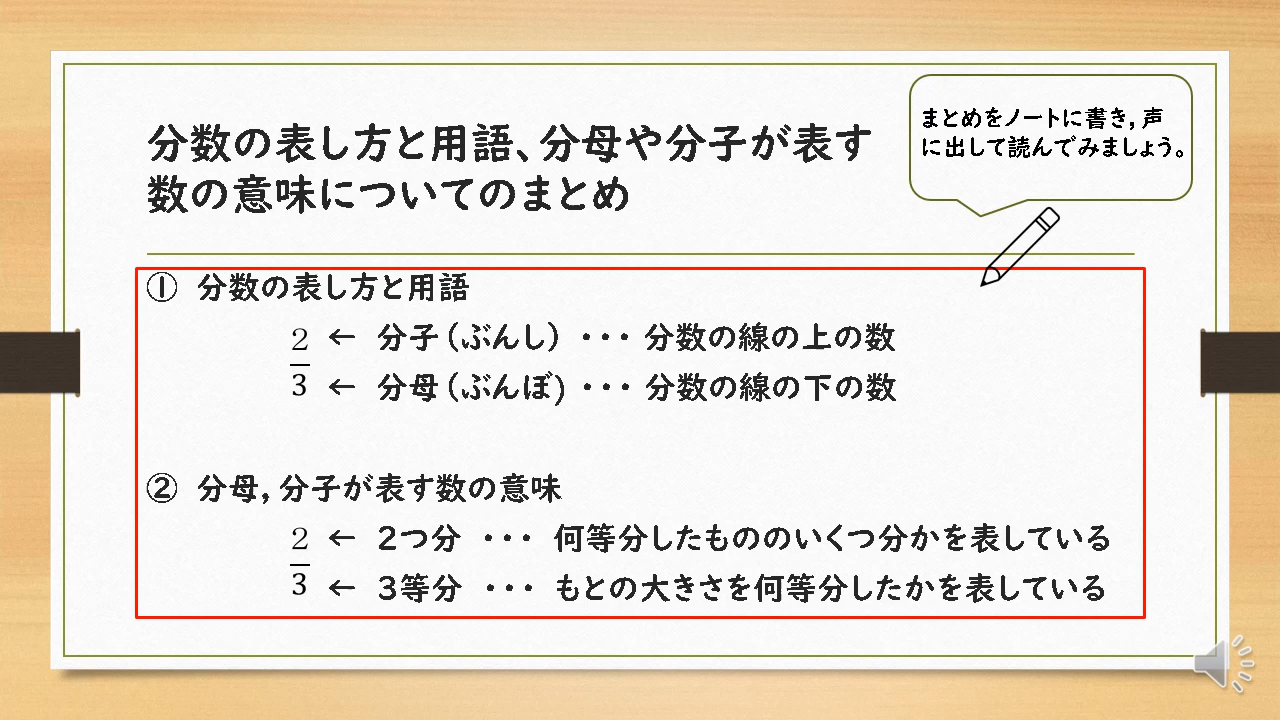 まとめをノートに書き，声
に出して読んでみましょう。
分数の表し方と用語、分母や分子が表す
数の意味についてのまとめ
① 分数の表し方と用語
2 ← 分子（ぶんし）・・・ 分数の線の上の数
3 ← 分母（ぶんぼ）・・・ 分数の線の下の数
② 分母，分子が表す数の意味
2 ← 2つ分 ・・・ 何等分したもののいくつ分かを表している
3 ← 3等分 ・・・ もとの大きさを何等分したかを表している